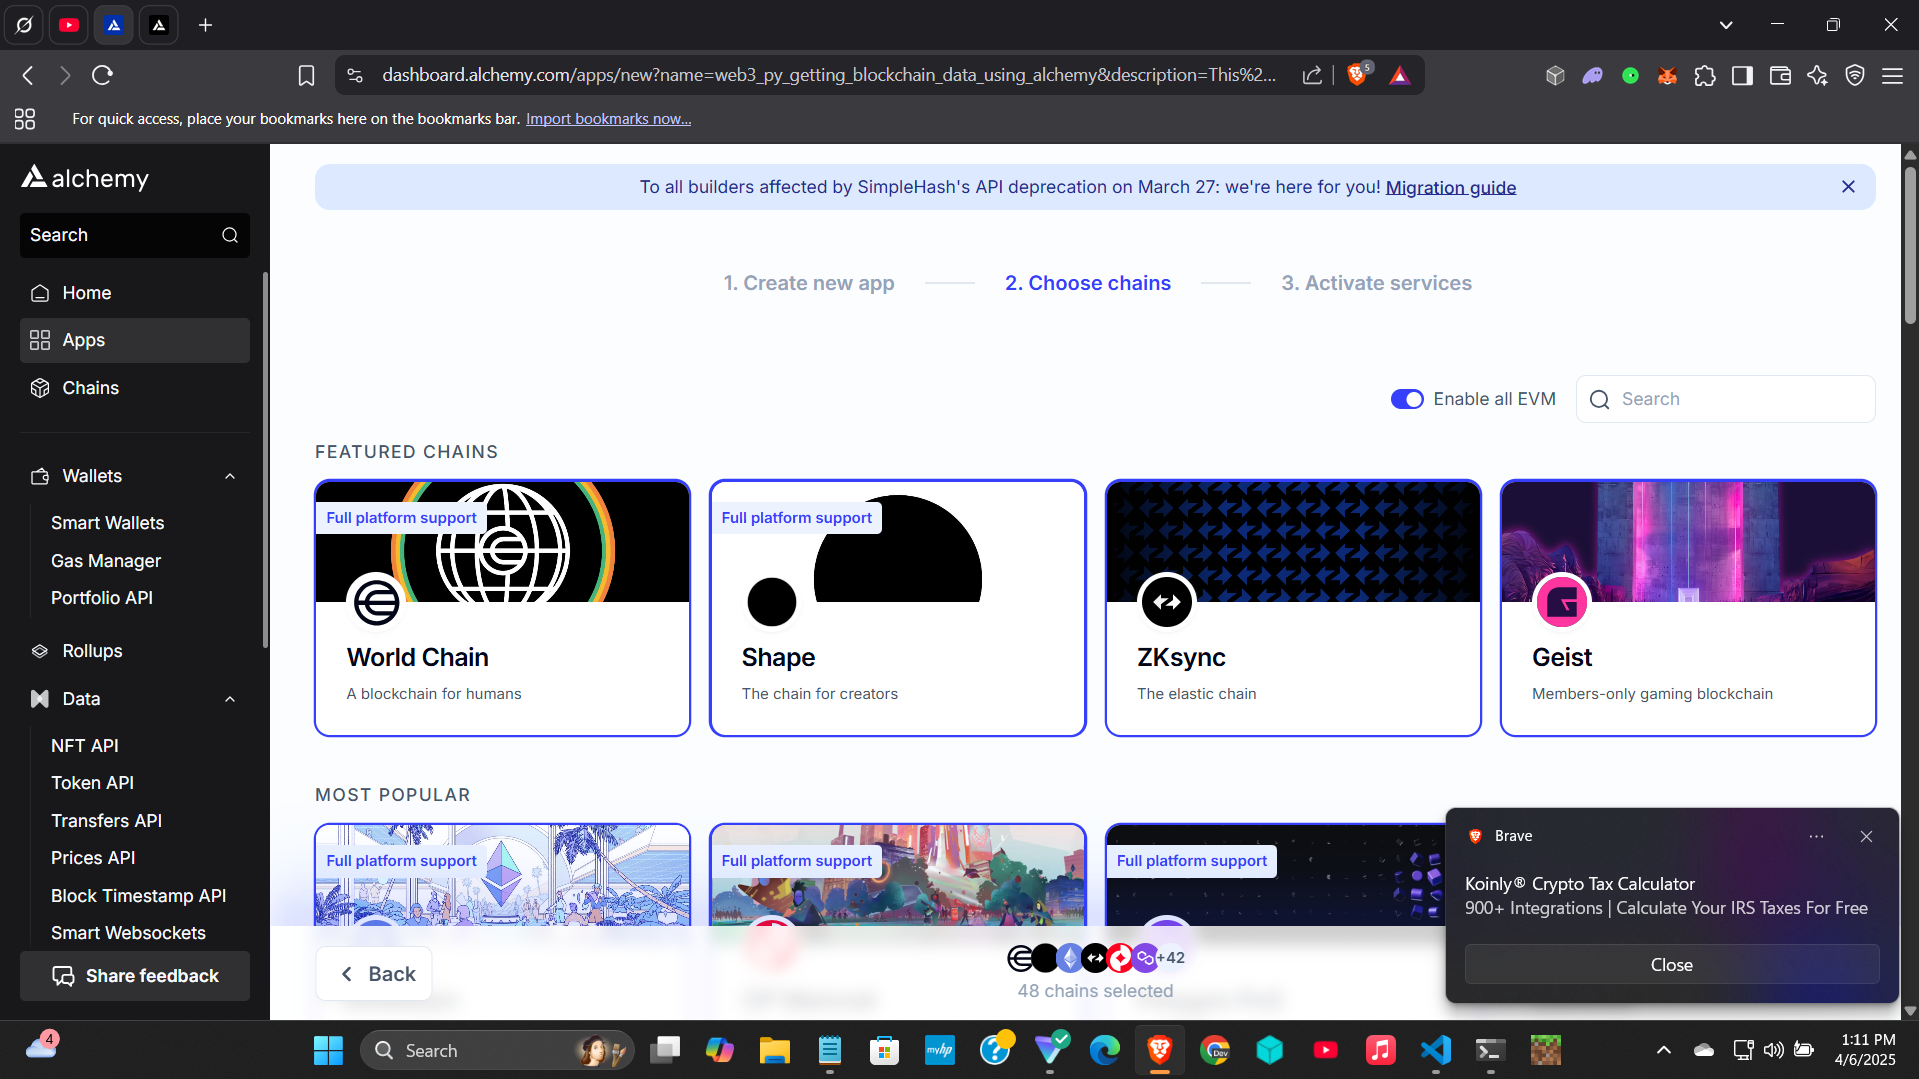 dashboard.alchemy.com/apps/new?name=web3_py_getting_blockchain_data_using_alchemy&description=This%2...
5
For quick access, place your bookmarks here on the bookmarks bar. Import bookmarks now...
alchemy
Search
Home
Apps
Chains
Wallets
Smart Wallets
Gas Manager
Portfolio API
Rollups
Data
NFT API
Token API
Transfers API
Prices API
Block Timestamp API
Smart Websockets
Share feedback
To all builders affected by SimpleHash's API deprecation on March 27: we're here for you! Migration guide
1. Create new app
2. Choose chains
3. Activate services
Enable all EVM
Search
FEATURED CHAINS
Full platform support
World Chain
A blockchain for humans
Full platform support
Shape
The chain for creators
ZKsync
The elastic chain
Geist
Members-only gaming blockchain
MOST POPULAR
Full platform support
Full platform support
Full platform support
Back
+42
48 chains selected
Brave
Koinly® Crypto Tax Calculator
900+ Integrations | Calculate Your IRS Taxes For Free
Close
4
Search
myhp
Dev
1:11 PM
4/6/2025